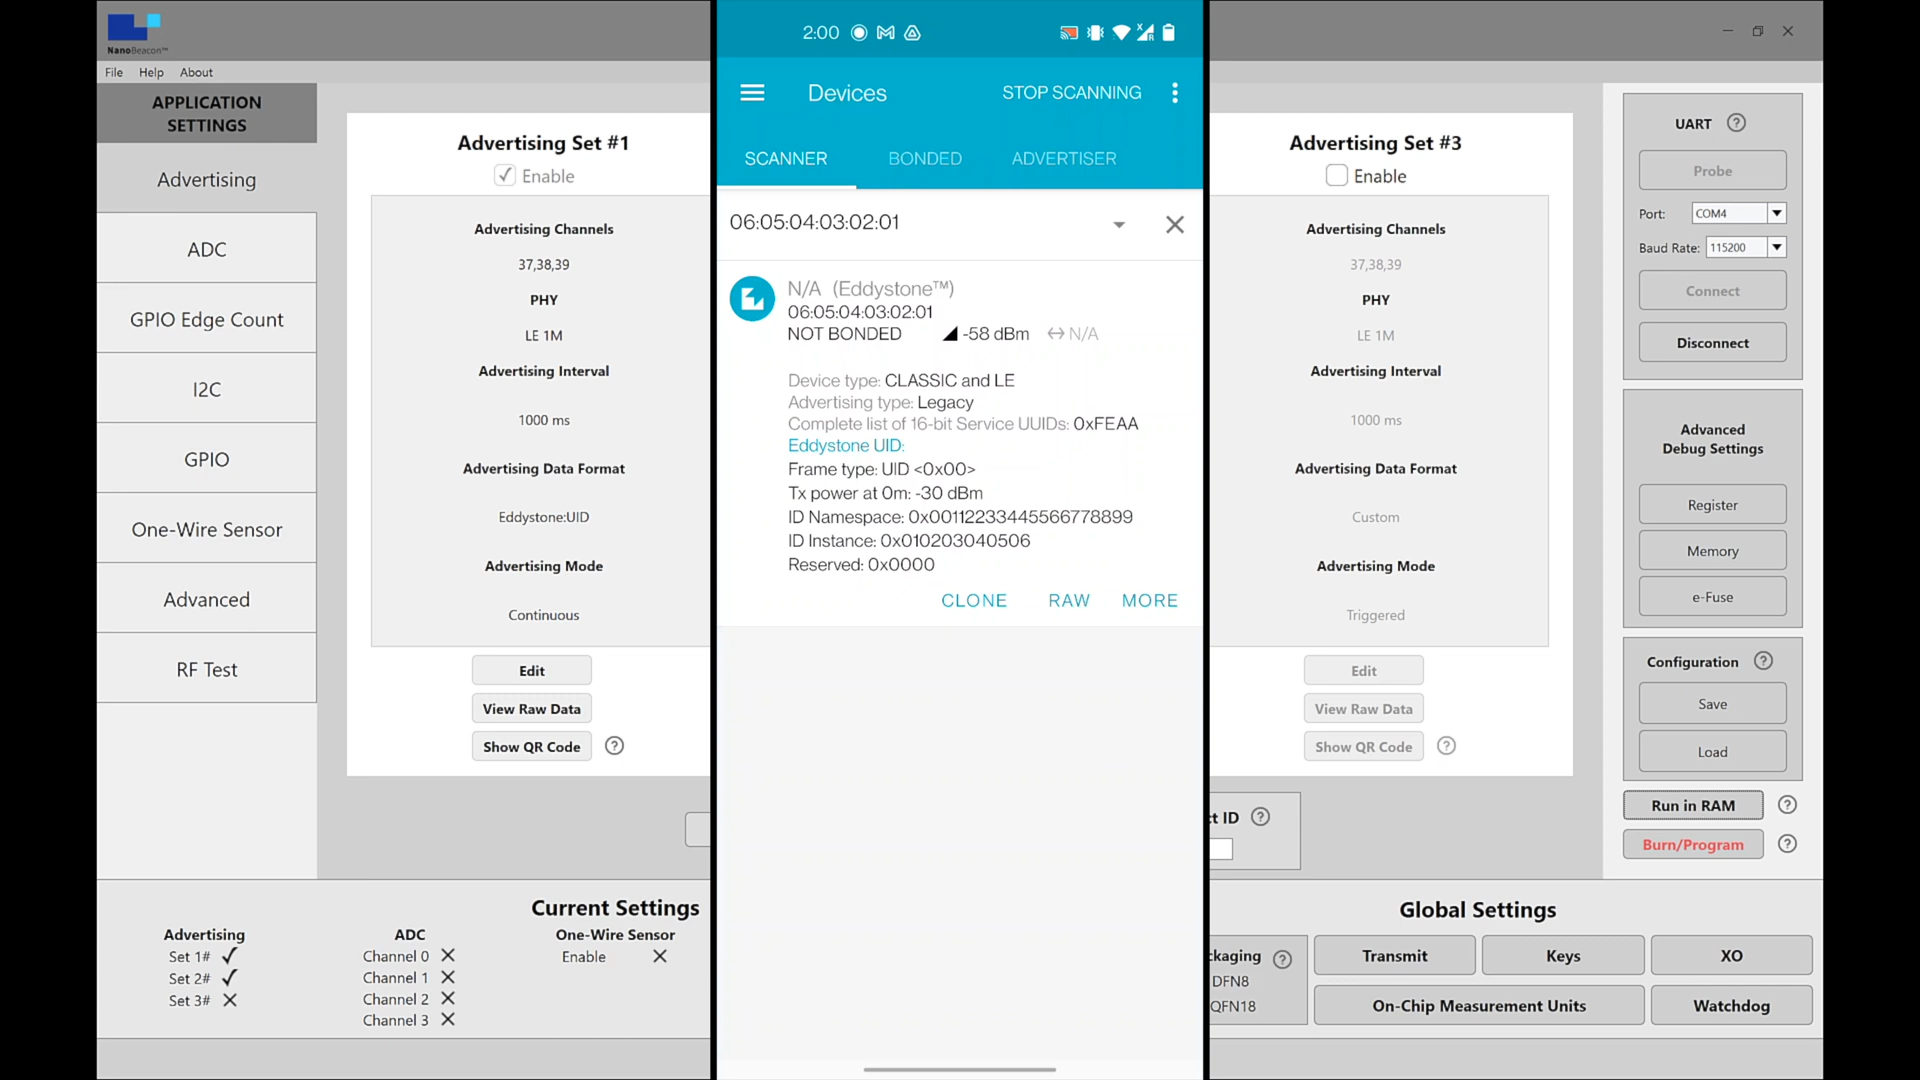 NanoBeacon™
File Help About
APPLICATION
SETTINGS
Advertising
ADC
GPIO Edge Count
I2C
GPIO
One-Wire Sensor
Advanced
RF Test
Advertising Set #1
Enable
Advertising Channels
37,38,39
PHY
LE 1M
Advertising Interval
1000 ms
Advertising Data Format
Eddystone:UID
Advertising Mode
Continuous
Edit
View Raw Data
Show QR Code ?
2:00
Devices STOP SCANNING
SCANNER BONDED ADVERTISER
06:05:04:03:02:01
N/A (Eddystone™)
06:05:04:03:02:01
NOT BONDED -58 dBm N/A
Device type: CLASSIC and LE
Advertising type: Legacy
Complete list of 16-bit Service UUIDs: 0xFEAA
Eddystone UID:
Frame type: UID <0x00>
Tx power at 0m: -30 dBm
ID Namespace: 0x00112233445566778899
ID Instance: 0x010203040506
Reserved: 0x0000
CLONE RAW MORE
Advertising Set #3
Enable
Advertising Channels
37,38,39
PHY
LE 1M
Advertising Interval
1000 ms
Advertising Data Format
Custom
Advertising Mode
Triggered
Edit
View Raw Data
Show QR Code ?
ct ID ?
UART ?
Probe
Port: COM4
Baud Rate: 115200
Connect
Disconnect
Advanced
Debug Settings
Register
Memory
e-Fuse
Configuration ?
Save
Load
Run in RAM ?
Burn/Program ?
Current Settings
Advertising
Set 1#
Set 2#
Set 3#
ADC
Channel 0
Channel 1
Channel 2
Channel 3
One-Wire Sensor
Enable
ckaging ?
DFN8
QFN18
Global Settings
Transmit Keys XO
On-Chip Measurement Units Watchdog